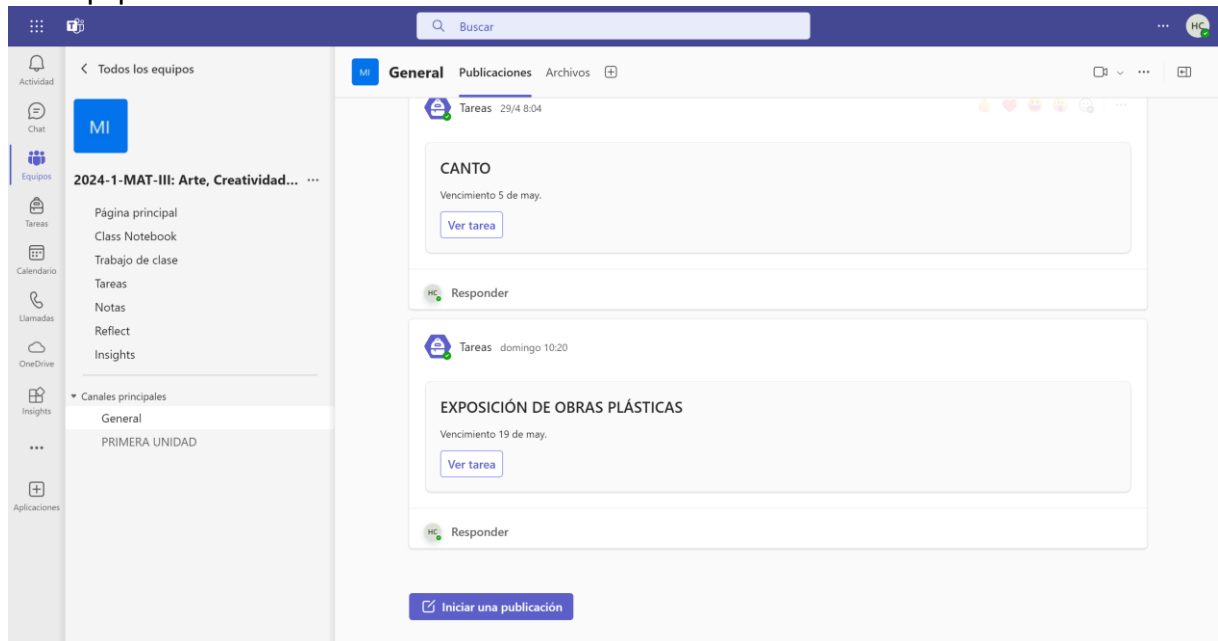 Buscar
HC
Actividad
Chat
Equipos
Tareas
Calendario
Llamadas
OneDrive
Insights
Aplicaciones
Todos los equipos
MI
2024-1-MAT-III: Arte, Creatividad...
Página principal
Class Notebook
Trabajo de clase
Tareas
Notas
Reflect
Insights
Canales principales
General
PRIMERA UNIDAD
MI General Publicaciones Archivos
Tareas 29/4 8:04
CANTO
Vencimiento 5 de may.
Ver tarea
HC Responder
Tareas domingo 10:20
EXPOSICIÓN DE OBRAS PLÁSTICAS
Vencimiento 19 de may.
Ver tarea
HC Responder
Iniciar una publicación